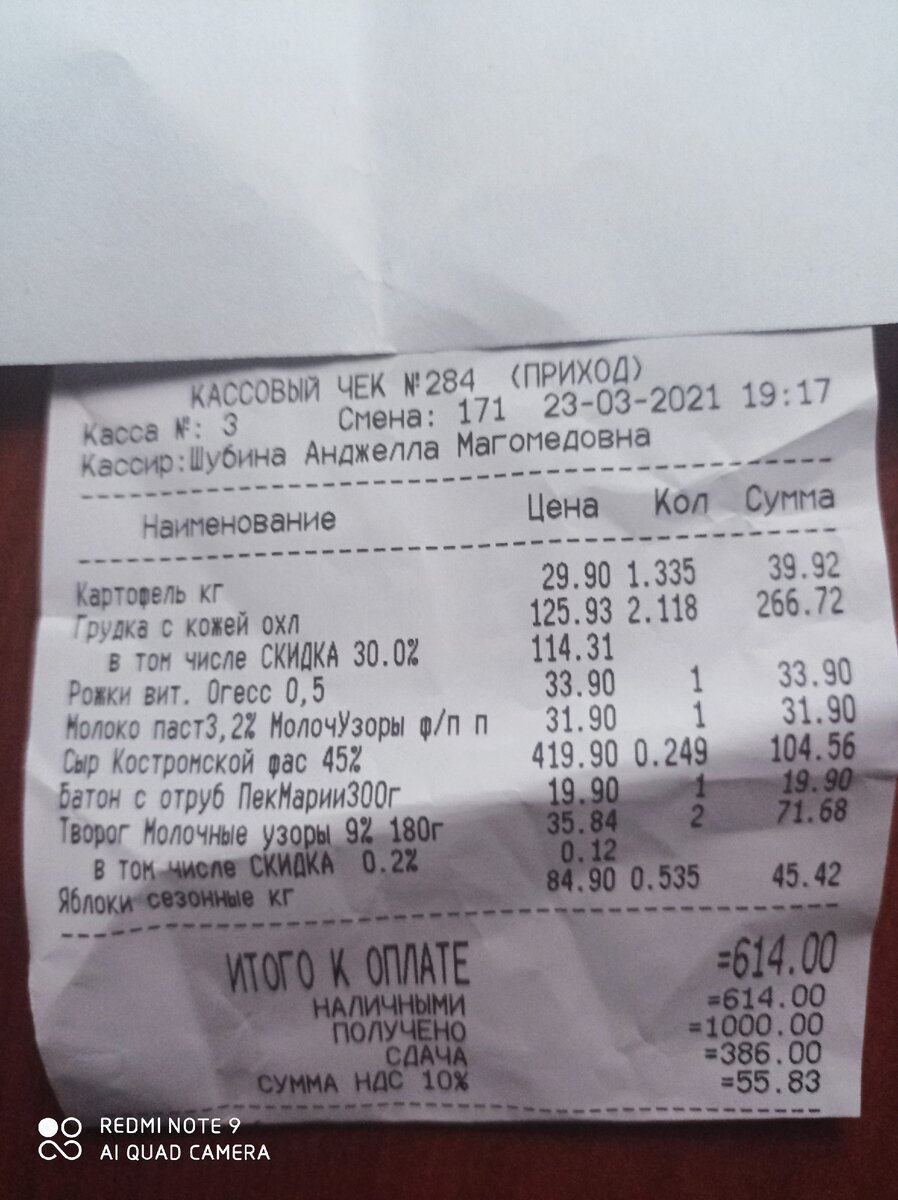 КАССОВЫЙ ЧЕК №284 (ПРИХОД)
Касса №: 3 Смена: 171 23-03-2021 19:17
Кассир:Шубина Анджелла Магомедовна
Наименование Цена Кол Сумма
Картофель кг 29.90 1.335 39.92
Грудка с кожей охл 125.93 2.118 266.72
в том числе СКИДКА 30.0% 114.31
Рожки вит. Огесс 0,5 33.90 1 33.90
Молоко паст3,2% МолочУзоры ф/п п 31.90 1 31.90
Сыр Костромской фас 45% 419.90 0.249 104.56
Батон с отруб ПекМарии300г 19.90 1 19.90
Творог Молочные узоры 9% 180г 35.84 2 71.68
в том числе СКИДКА 0.2% 0.12
Яблоки сезонные кг 84.90 0.535 45.42
ИТОГО К ОПЛАТЕ =614.00
НАЛИЧНЫМИ =614.00
ПОЛУЧЕНО =1000.00
СДАЧА =386.00
СУММА НДС 10% =55.83
REDMI NOTE 9
AI QUAD CAMERA